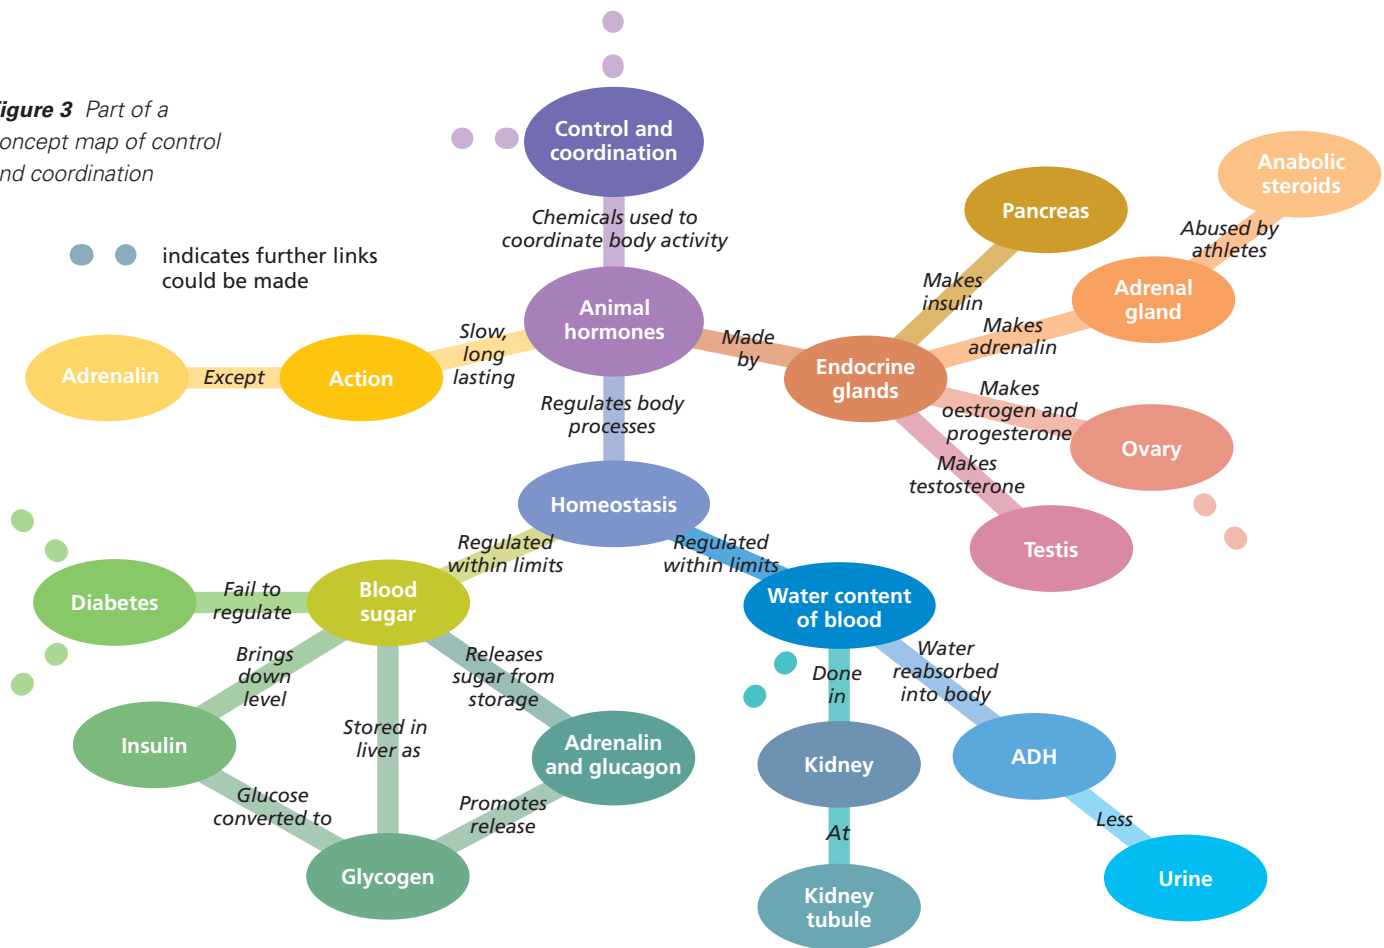 igure 3 Part of a
oncept map of control
nd coordination
indicates further links
could be made
Control and
coordination
Chemicals used to
coordinate body activity
Animal
hormones
Slow,
long
lasting
Action
Except
Adrenalin
Made
by
Endocrine
glands
Makes
insulin
Pancreas
Makes
adrenalin
Adrenal
gland
Abused by
athletes
Anabolic
steroids
Makes
oestrogen and
progesterone
Ovary
Makes
testosterone
Testis
Regulates body
processes
Homeostasis
Regulated
within limits
Blood
sugar
Fail to
regulate
Diabetes
Brings
down
level
Insulin
Glucose
converted to
Stored in
liver as
Glycogen
Releases
sugar from
storage
Adrenalin
and glucagon
Promotes
release
Regulated
within limits
Water content
of blood
Done
in
Kidney
At
Kidney
tubule
Water
reabsorbed
into body
ADH
Less
Urine